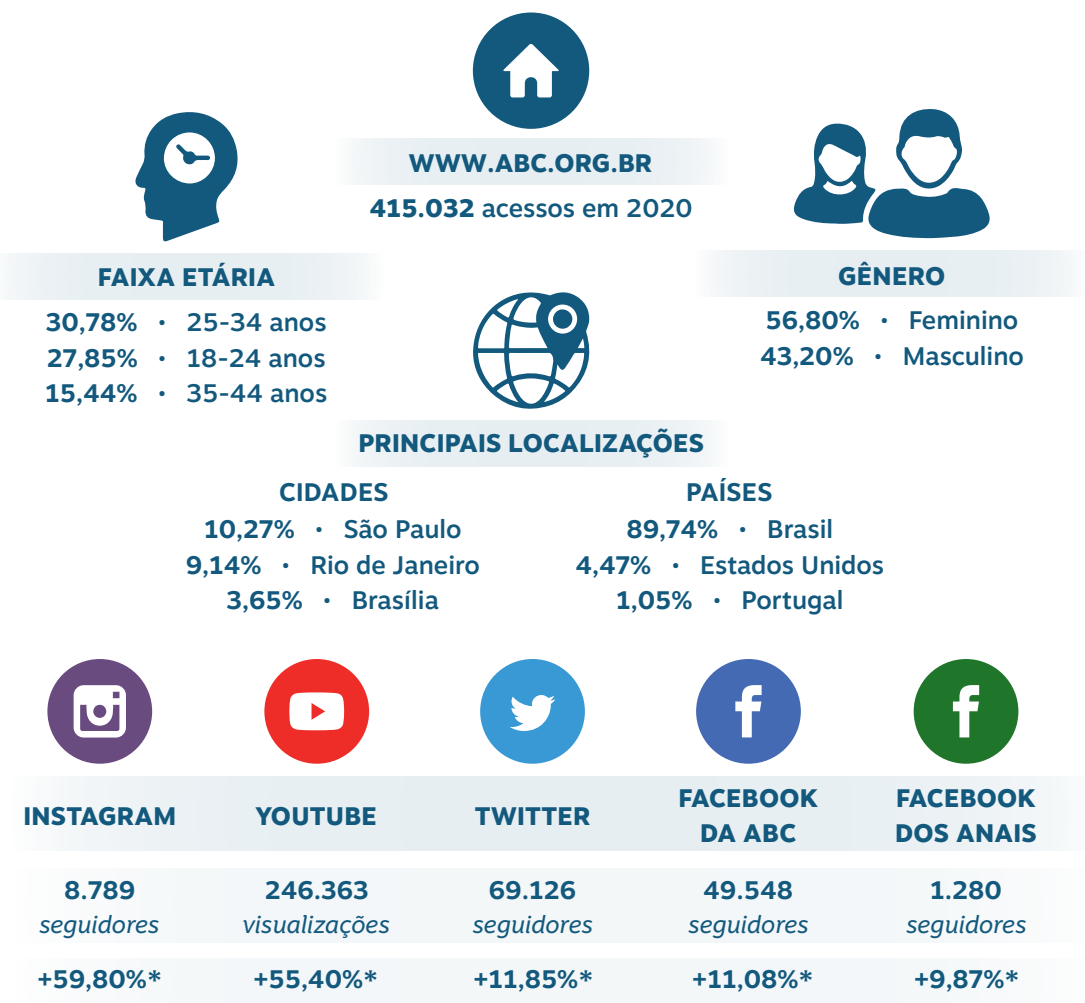 WWW.ABC.ORG.BR
415.032 acessos em 2020
FAIXA ETÁRIA
30,78% • 25-34 anos
27,85% • 18-24 anos
15,44% • 35-44 anos
GÊNERO
56,80% • Feminino
43,20% • Masculino
PRINCIPAIS LOCALIZAÇÕES
CIDADES
10,27% • São Paulo
9,14% • Rio de Janeiro
3,65% • Brasília
PAÍSES
89,74% • Brasil
4,47% • Estados Unidos
1,05% • Portugal
INSTAGRAM
8.789
seguidores
+59,80%*
YOUTUBE
246.363
visualizações
+55,40%*
TWITTER
69.126
seguidores
+11,85%*
FACEBOOK
DA ABC
49.548
seguidores
+11,08%*
FACEBOOK
DOS ANAIS
1.280
seguidores
+9,87%*